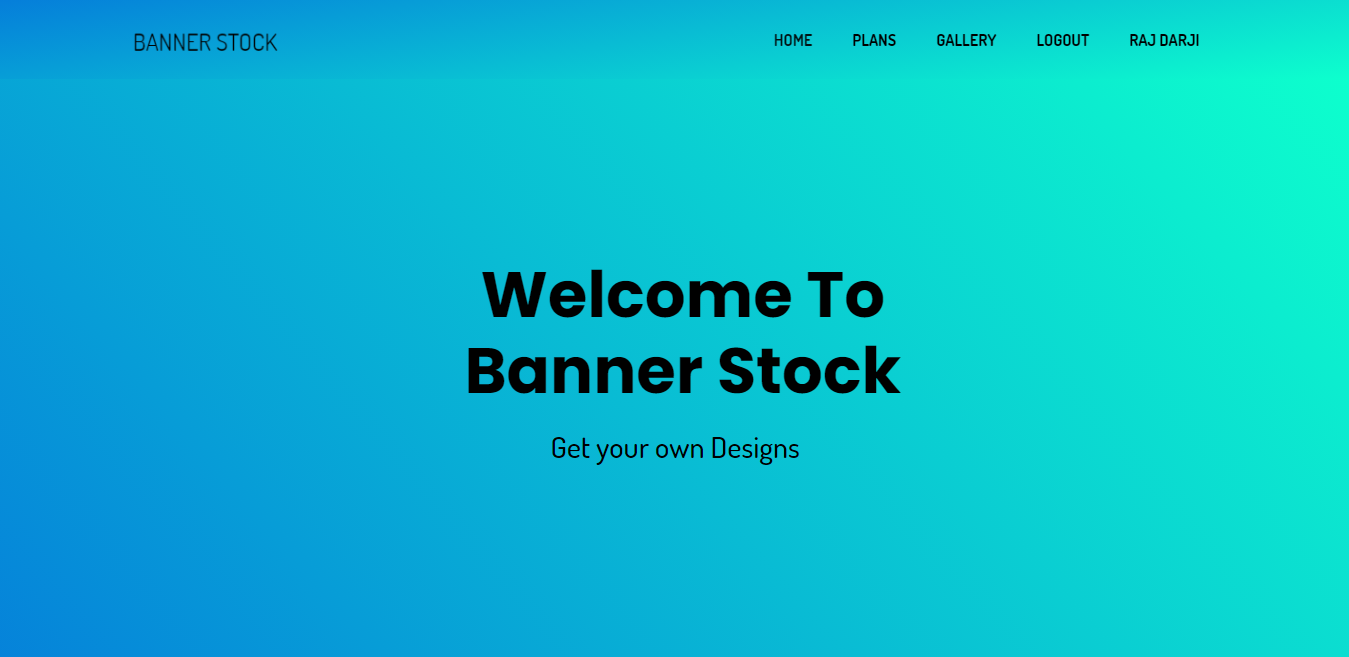 BANNER STOCK
HOME PLANS GALLERY LOGOUT RAJ DARJI
Welcome To
Banner Stock
Get your own Designs